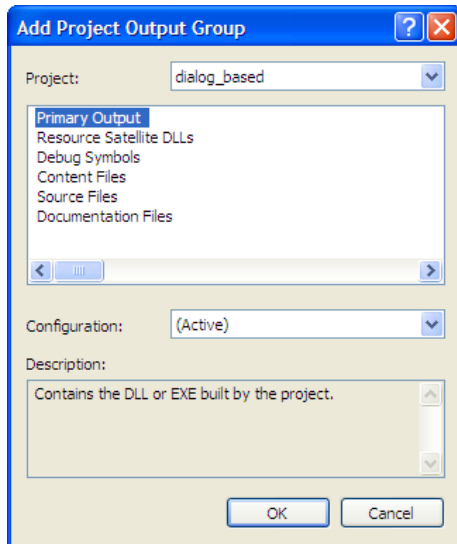 Add Project Output Group
Project: dialog_based
Primary Output
Resource Satellite DLLs
Debug Symbols
Content Files
Source Files
Documentation Files
Configuration: (Active)
Description:
Contains the DLL or EXE built by the project.
OK Cancel